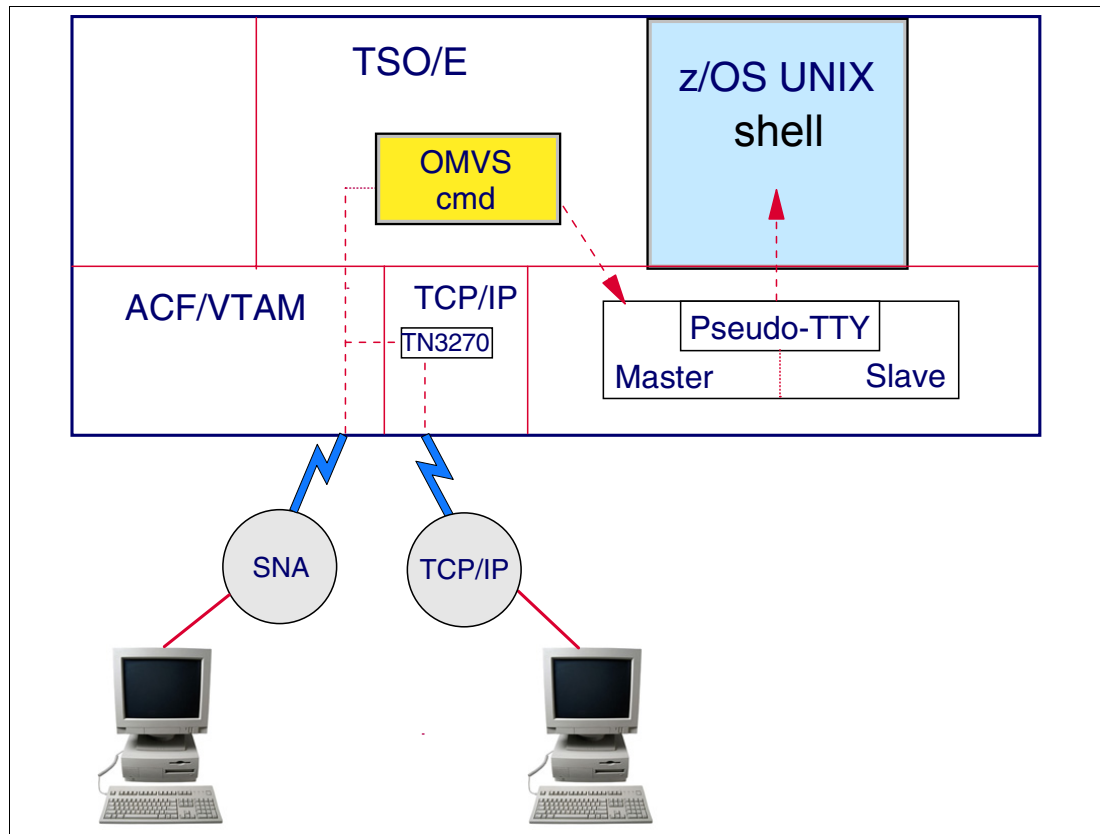 TSO/E
z/OS UNIX
shell
OMVS
cmd
ACF/VTAM
TCP/IP
TN3270
Pseudo-TTY
Master
Slave
SNA
TCP/IP